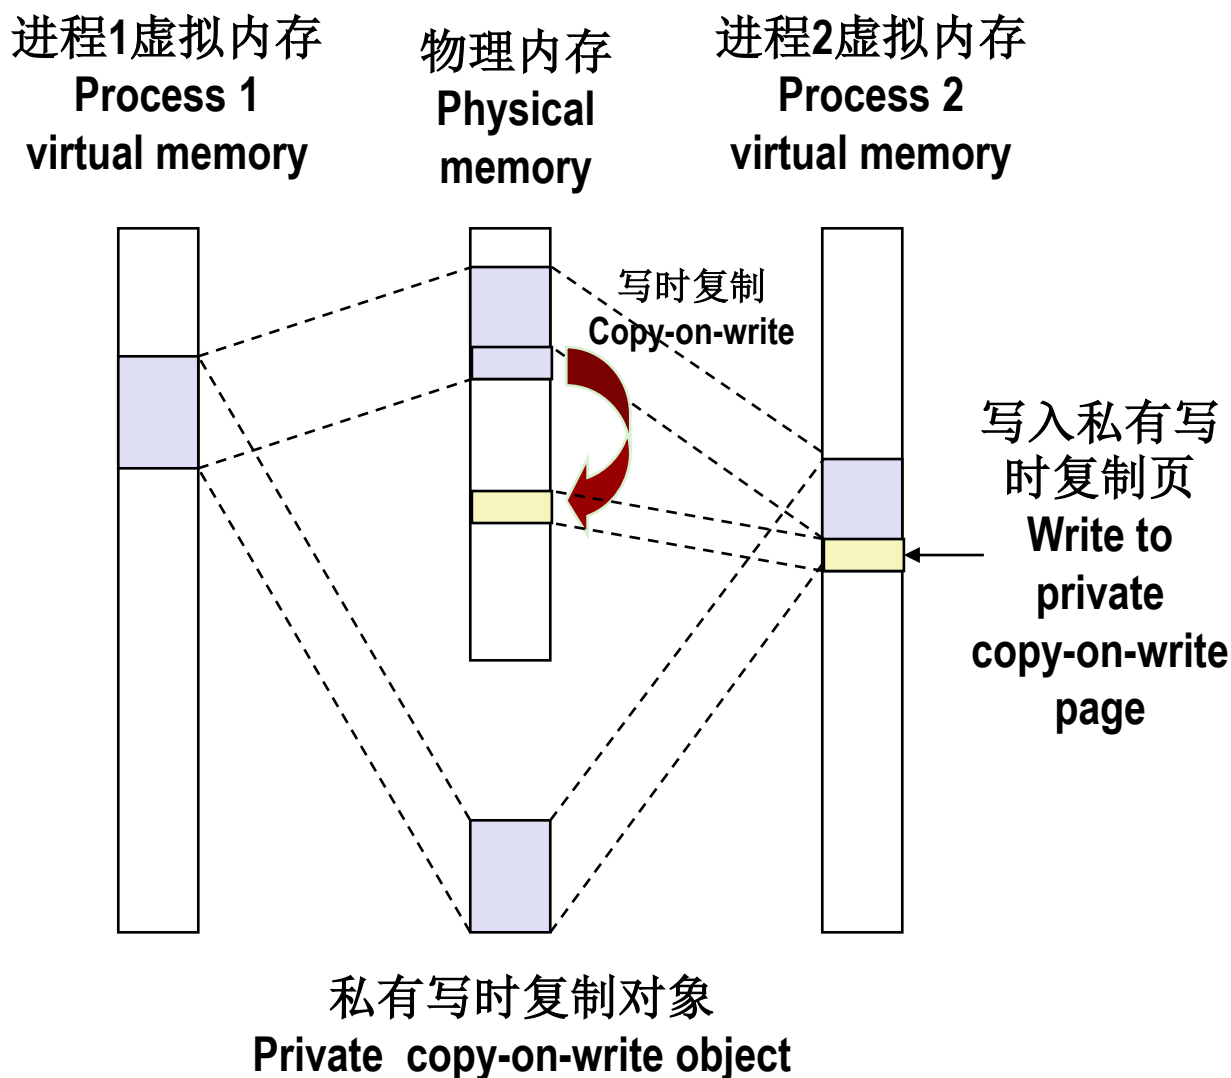 进程1虚拟内存
Process 1
virtual memory
物理内存
Physical
memory
进程2虚拟内存
Process 2
virtual memory
写时复制
Copy-on-write
写入私有写
时复制页
Write to
private
copy-on-write
page
私有写时复制对象
Private copy-on-write object